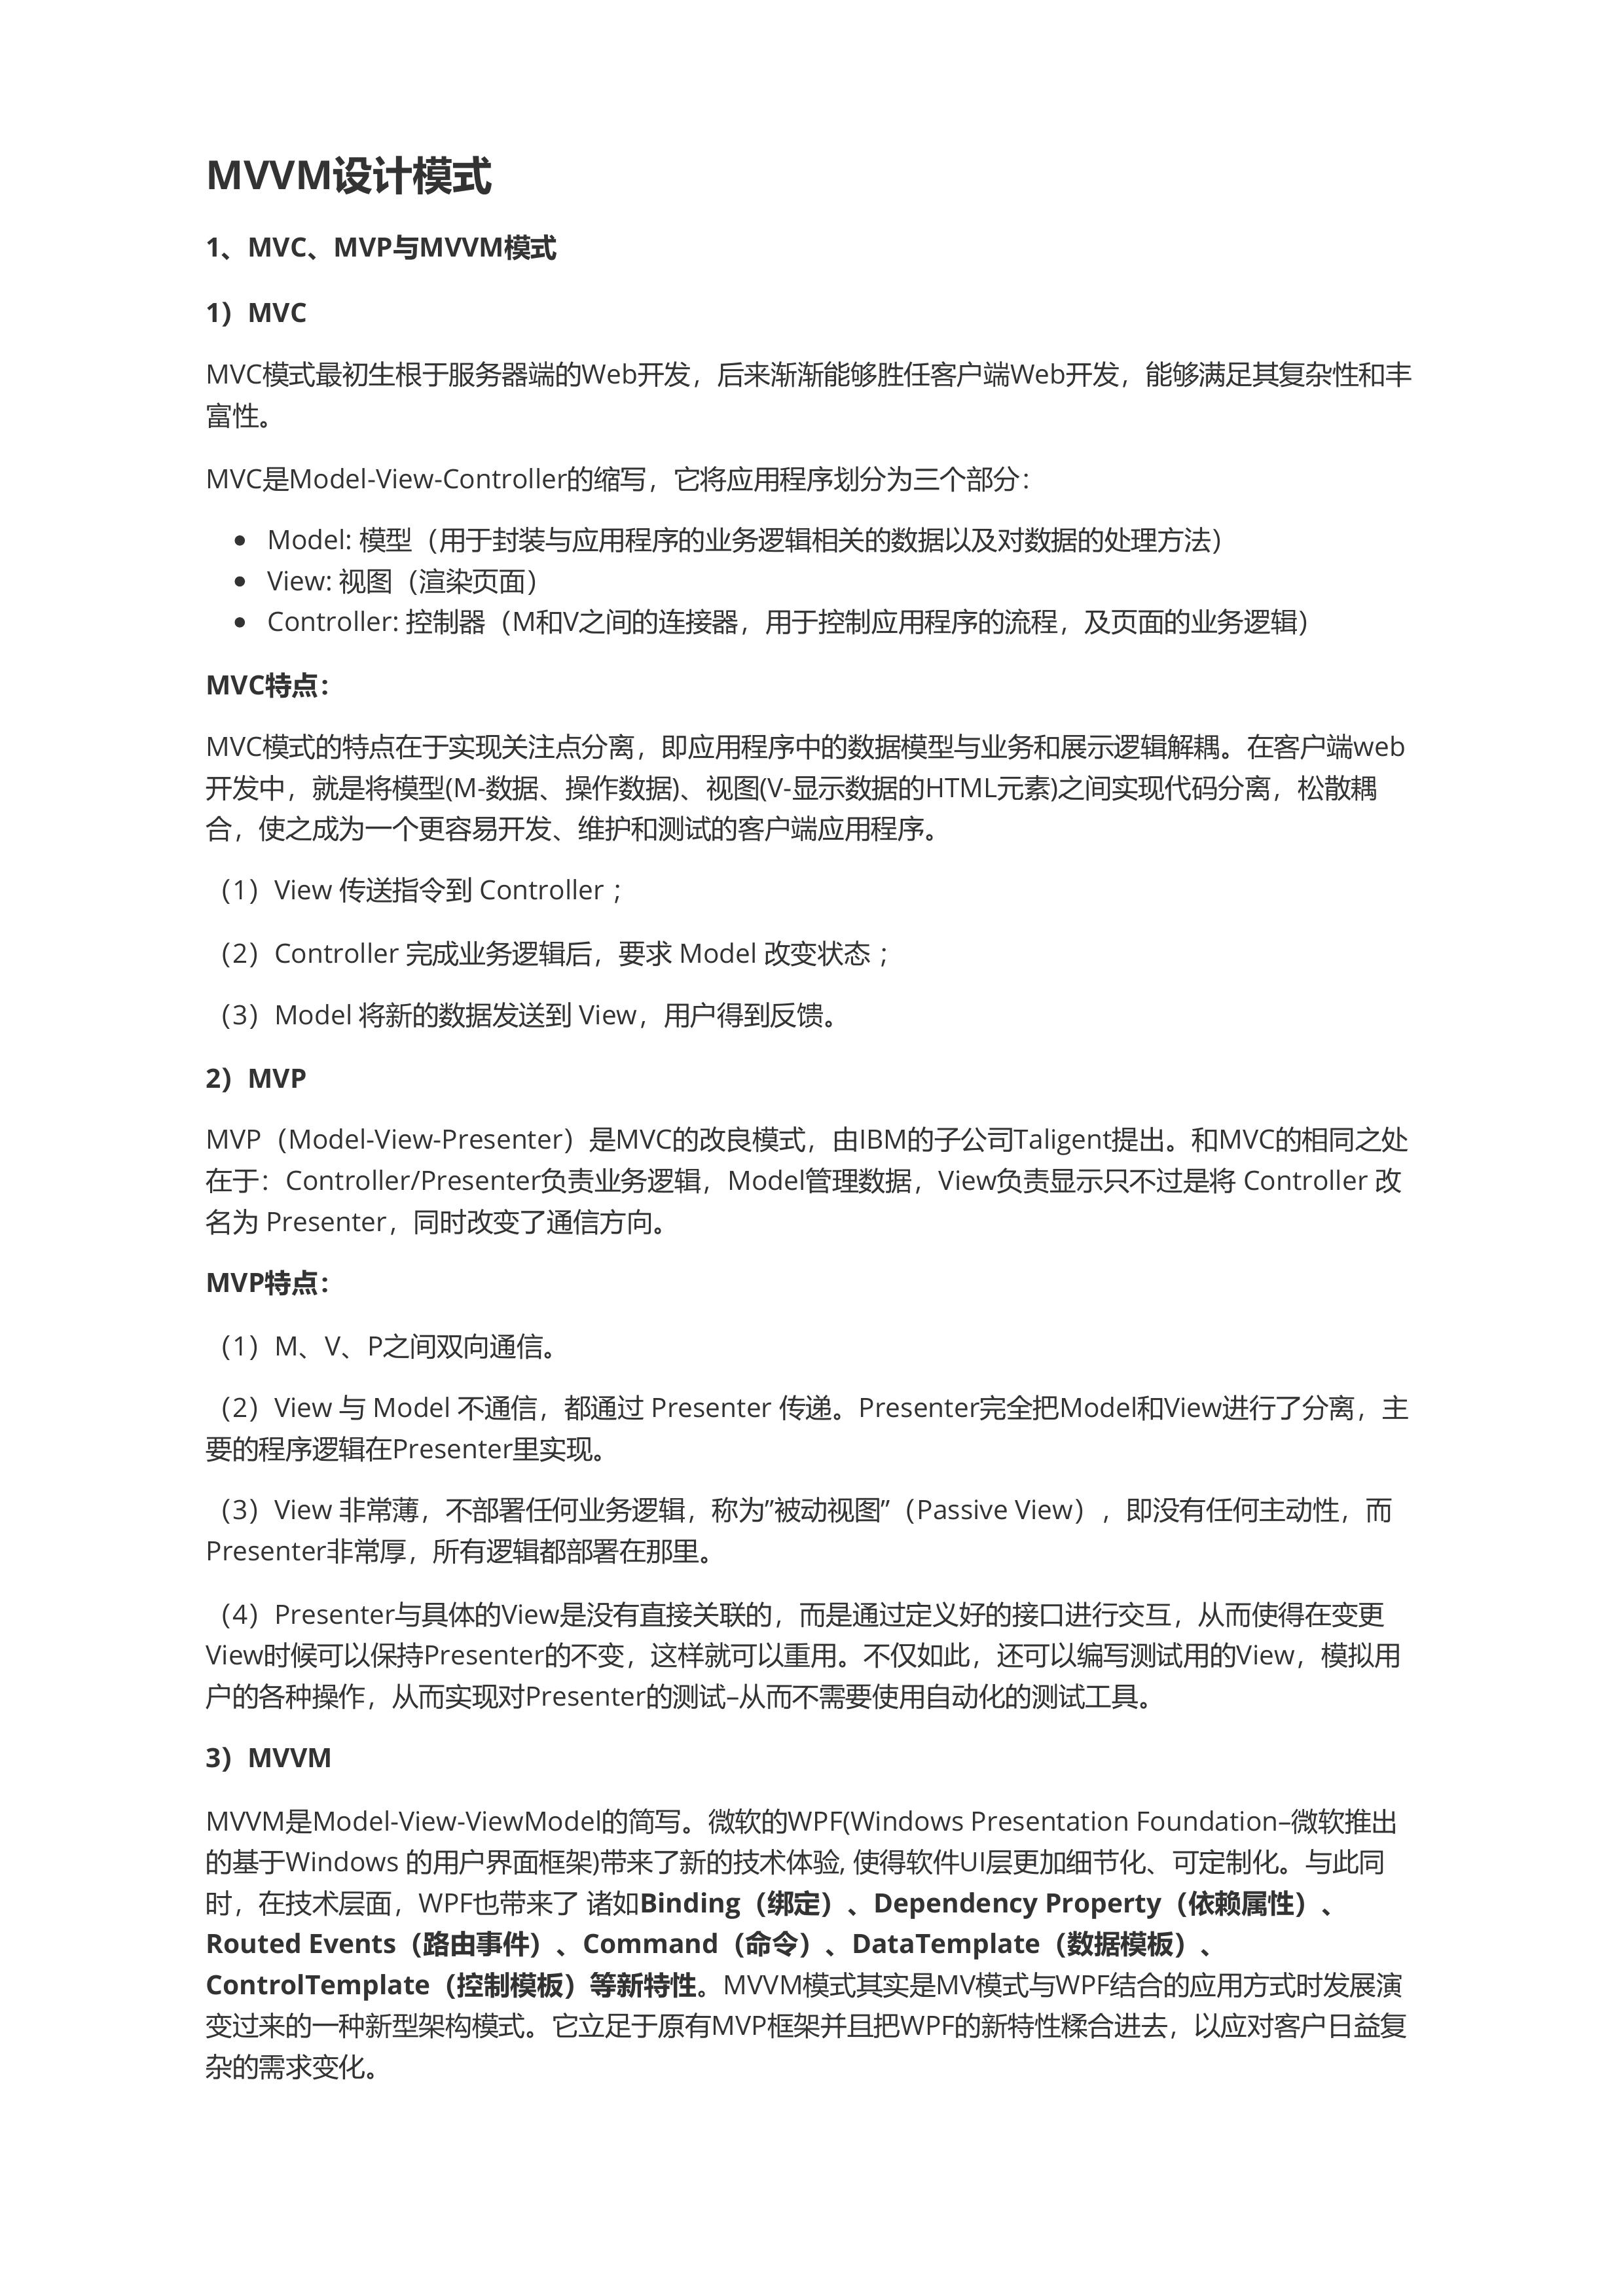 MVVM设计模式
1、MVC、MVP与MVVM模式
1）MVC
MVC模式最初生根于服务器端的Web开发，后来渐渐能够胜任客户端Web开发，能够满足其复杂性和丰
富性。
MVC是Model-View-Controller的缩写，它将应用程序划分为三个部分：
• Model: 模型（用于封装与应用程序的业务逻辑相关的数据以及对数据的处理方法）
• View: 视图（渲染页面）
• Controller: 控制器（M和V之间的连接器，用于控制应用程序的流程，及页面的业务逻辑）
MVC特点：
MVC模式的特点在于实现关注点分离，即应用程序中的数据模型与业务和展示逻辑解耦。在客户端web
开发中，就是将模型(M-数据、操作数据)、视图(V-显示数据的HTML元素)之间实现代码分离，松散耦
合，使之成为一个更容易开发、维护和测试的客户端应用程序。
（1）View 传送指令到 Controller ；
（2）Controller 完成业务逻辑后，要求 Model 改变状态 ；
（3）Model 将新的数据发送到 View，用户得到反馈。
2）MVP
MVP（Model-View-Presenter）是MVC的改良模式，由IBM的子公司Taligent提出。和MVC的相同之处
在于：Controller/Presenter负责业务逻辑，Model管理数据，View负责显示只不过是将 Controller 改
名为 Presenter，同时改变了通信方向。
MVP特点：
（1）M、V、P之间双向通信。
（2）View 与 Model 不通信，都通过 Presenter 传递。Presenter完全把Model和View进行了分离，主
要的程序逻辑在Presenter里实现。
（3）View 非常薄，不部署任何业务逻辑，称为”被动视图”（Passive View），即没有任何主动性，而
Presenter非常厚，所有逻辑都部署在那里。
（4）Presenter与具体的View是没有直接关联的，而是通过定义好的接口进行交互，从而使得在变更
View时候可以保持Presenter的不变，这样就可以重用。不仅如此，还可以编写测试用的View，模拟用
户的各种操作，从而实现对Presenter的测试–从而不需要使用自动化的测试工具。
3）MVVM
MVVM是Model-View-ViewModel的简写。微软的WPF(Windows Presentation Foundation–微软推出
的基于Windows 的用户界面框架)带来了新的技术体验, 使得软件UI层更加细节化、可定制化。与此同
时，在技术层面，WPF也带来了 诸如Binding（绑定）、Dependency Property（依赖属性）、
Routed Events（路由事件）、Command（命令）、DataTemplate（数据模板）、
ControlTemplate（控制模板）等新特性。MVVM模式其实是MV模式与WPF结合的应用方式时发展演
变过来的一种新型架构模式。它立足于原有MVP框架并且把WPF的新特性糅合进去，以应对客户日益复
杂的需求变化。